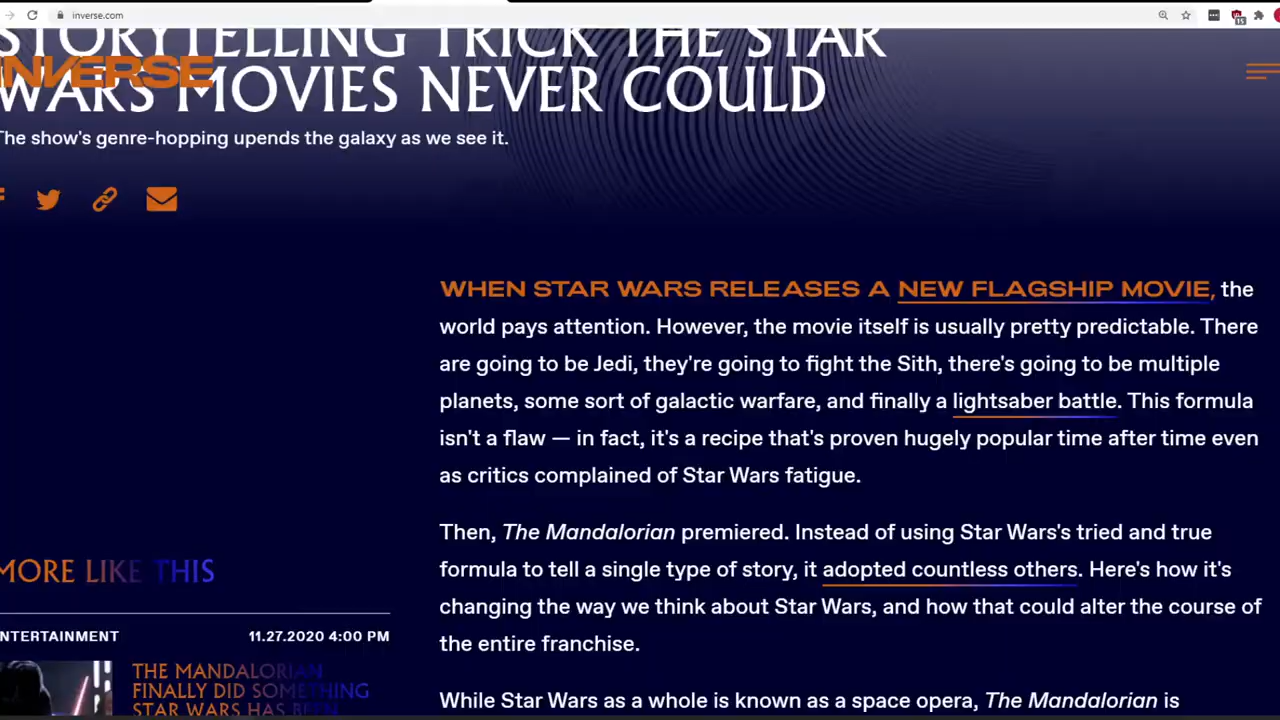 inverse.com
15
STORYTELLING TRICK THE STAR
INVERSE
WARS MOVIES NEVER COULD
The show's genre-hopping upends the galaxy as we see it.
WHEN STAR WARS RELEASES A NEW FLAGSHIP MOVIE, the
world pays attention. However, the movie itself is usually pretty predictable. There
are going to be Jedi, they're going to fight the Sith, there's going to be multiple
planets, some sort of galactic warfare, and finally a lightsaber battle. This formula
isn't a flaw — in fact, it's a recipe that's proven hugely popular time after time even
as critics complained of Star Wars fatigue.
Then, The Mandalorian premiered. Instead of using Star Wars's tried and true
formula to tell a single type of story, it adopted countless others. Here's how it's
changing the way we think about Star Wars, and how that could alter the course of
the entire franchise.
While Star Wars as a whole is known as a space opera, The Mandalorian is
MORE LIKE THIS
NTERTAINMENT 11.27.2020 4:00 PM
THE MANDALORIAN
FINALLY DID SOMETHING
STAR WARS HAS BEEN